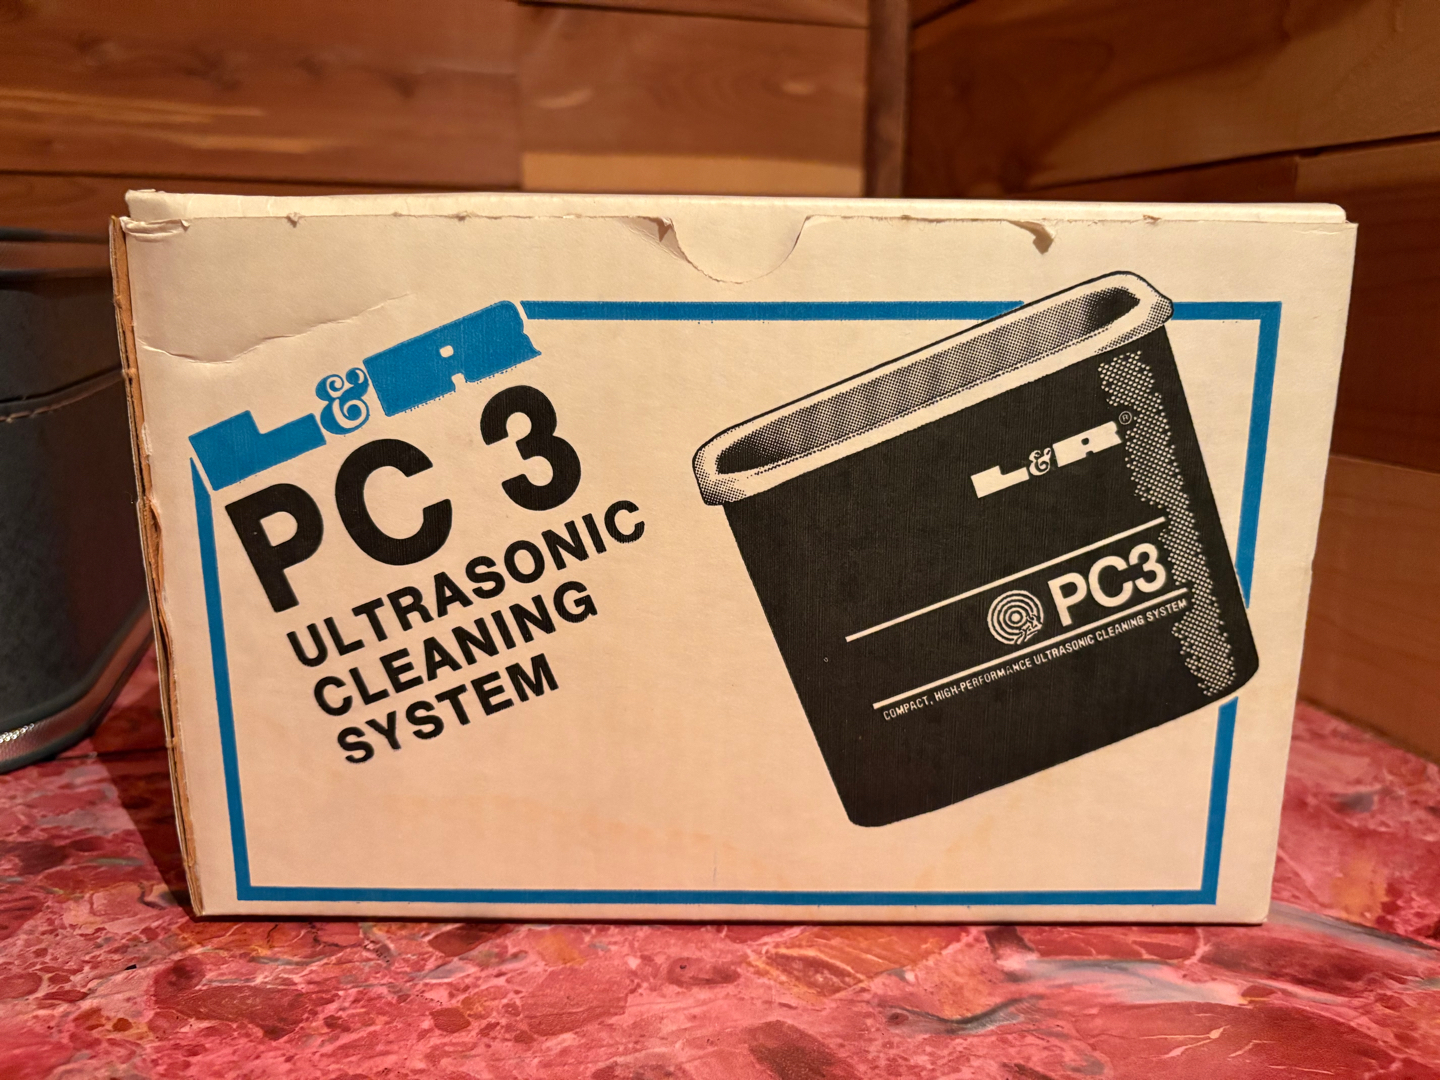 L&R
PC 3
ULTRASONIC
CLEANING
SYSTEM
L&R®
PC3
COMPACT, HIGH-PERFORMANCE ULTRASONIC CLEANING SYSTEM